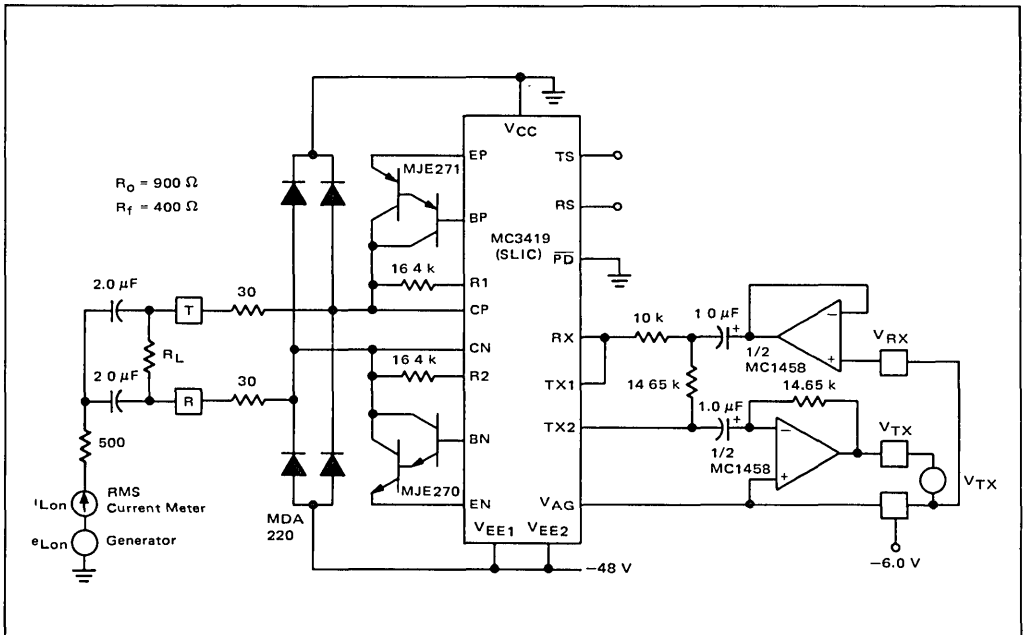 VCC
EP
TS
MJE271
Ro = 900 Ω
Rf = 400 Ω
RS
BP
MC3419
(SLIC)
PD
2.0 µF
T
30
16 4 k
R1
CP
10 k
1 0 µF
RX
RL
CN
VRX
1/2
MC1458
16 4 k
R2
TX1
14 65 k
14.65 k
2 0 µF
R
30
1.0 µF
TX2
500
BN
VTX
1/2
MC1458
MJE270
VTX
iLon
RMS
Current Meter
EN
VAG
MDA
220
VEE1
VEE2
eLon
Generator
−48 V
−6.0 V
−
+
−
+
+
+